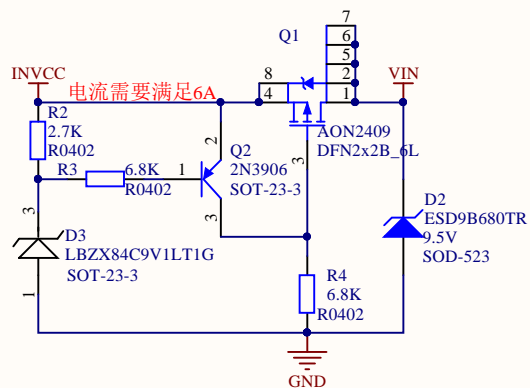 Q1
7
6
5
2
1
8
4
3
INVCC
VIN
电流需要满足6A
R2
2.7K
R0402
AON2409
DFN2x2B_6L
R3
6.8K
R0402
1
2
3
Q2
2N3906
SOT-23-3
D2
ESD9B680TR
9.5V
SOD-523
3
1
D3
LBZX84C9V1LT1G
SOT-23-3
R4
6.8K
R0402
GND